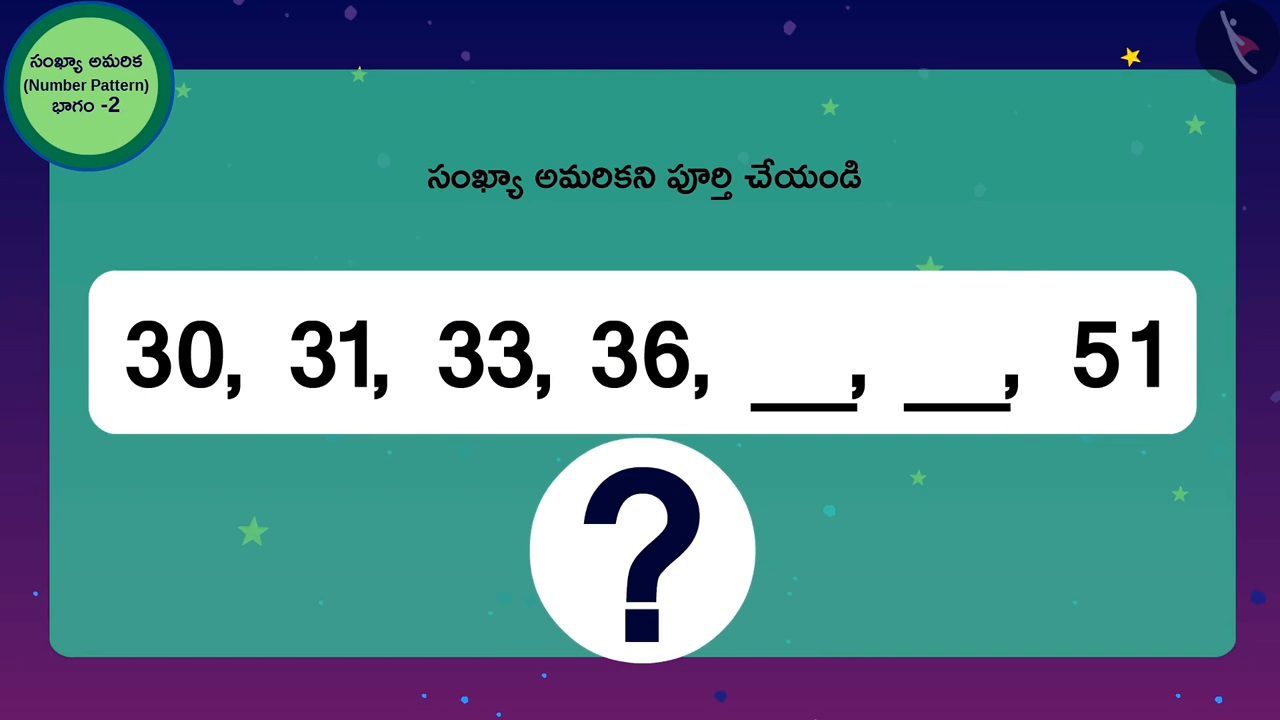 సంఖ్యా అమరిక
(Number Pattern)
భాగం -2
సంఖ్యా అమరికని పూర్తి చేయండి
30, 31, 33, 36, __, __, 51
?